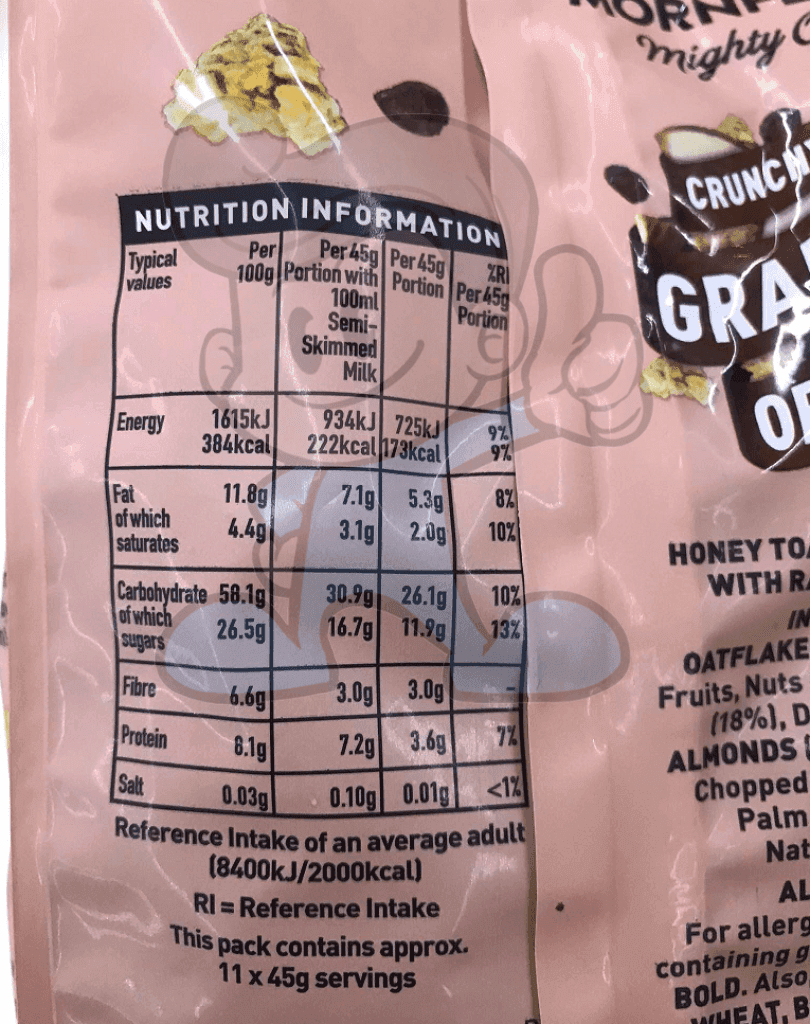 Mighty
CRUNCH
GRA
NUTRITION INFORMATION
Typical values Per 100g Per 45g Portion with 100ml Semi-Skimmed Milk Per 45g Portion %RI Per 45g Portion
Energy 1615kJ 934kJ 725kJ 9%
384kcal 222kcal 173kcal 9%
Fat 11.8g 7.1g 5.3g 8%
of which saturates 4.4g 3.1g 2.0g 10%
Carbohydrate 58.1g 30.9g 26.1g 10%
of which sugars 26.5g 16.7g 11.9g 13%
Fibre 6.6g 3.0g 3.0g -
Protein 8.1g 7.2g 3.6g 7%
Salt 0.03g 0.10g 0.01g <1%
Reference Intake of an average adult
(8400kJ/2000kcal)
RI = Reference Intake
This pack contains approx.
11 x 45g servings
HONEY TOA
WITH RA
IN
OATFLAKE
Fruits, Nuts
(18%), D
ALMONDS
Chopped
Palm
Nat
AL
For allerg
containing g
BOLD. Also
WHEAT, B